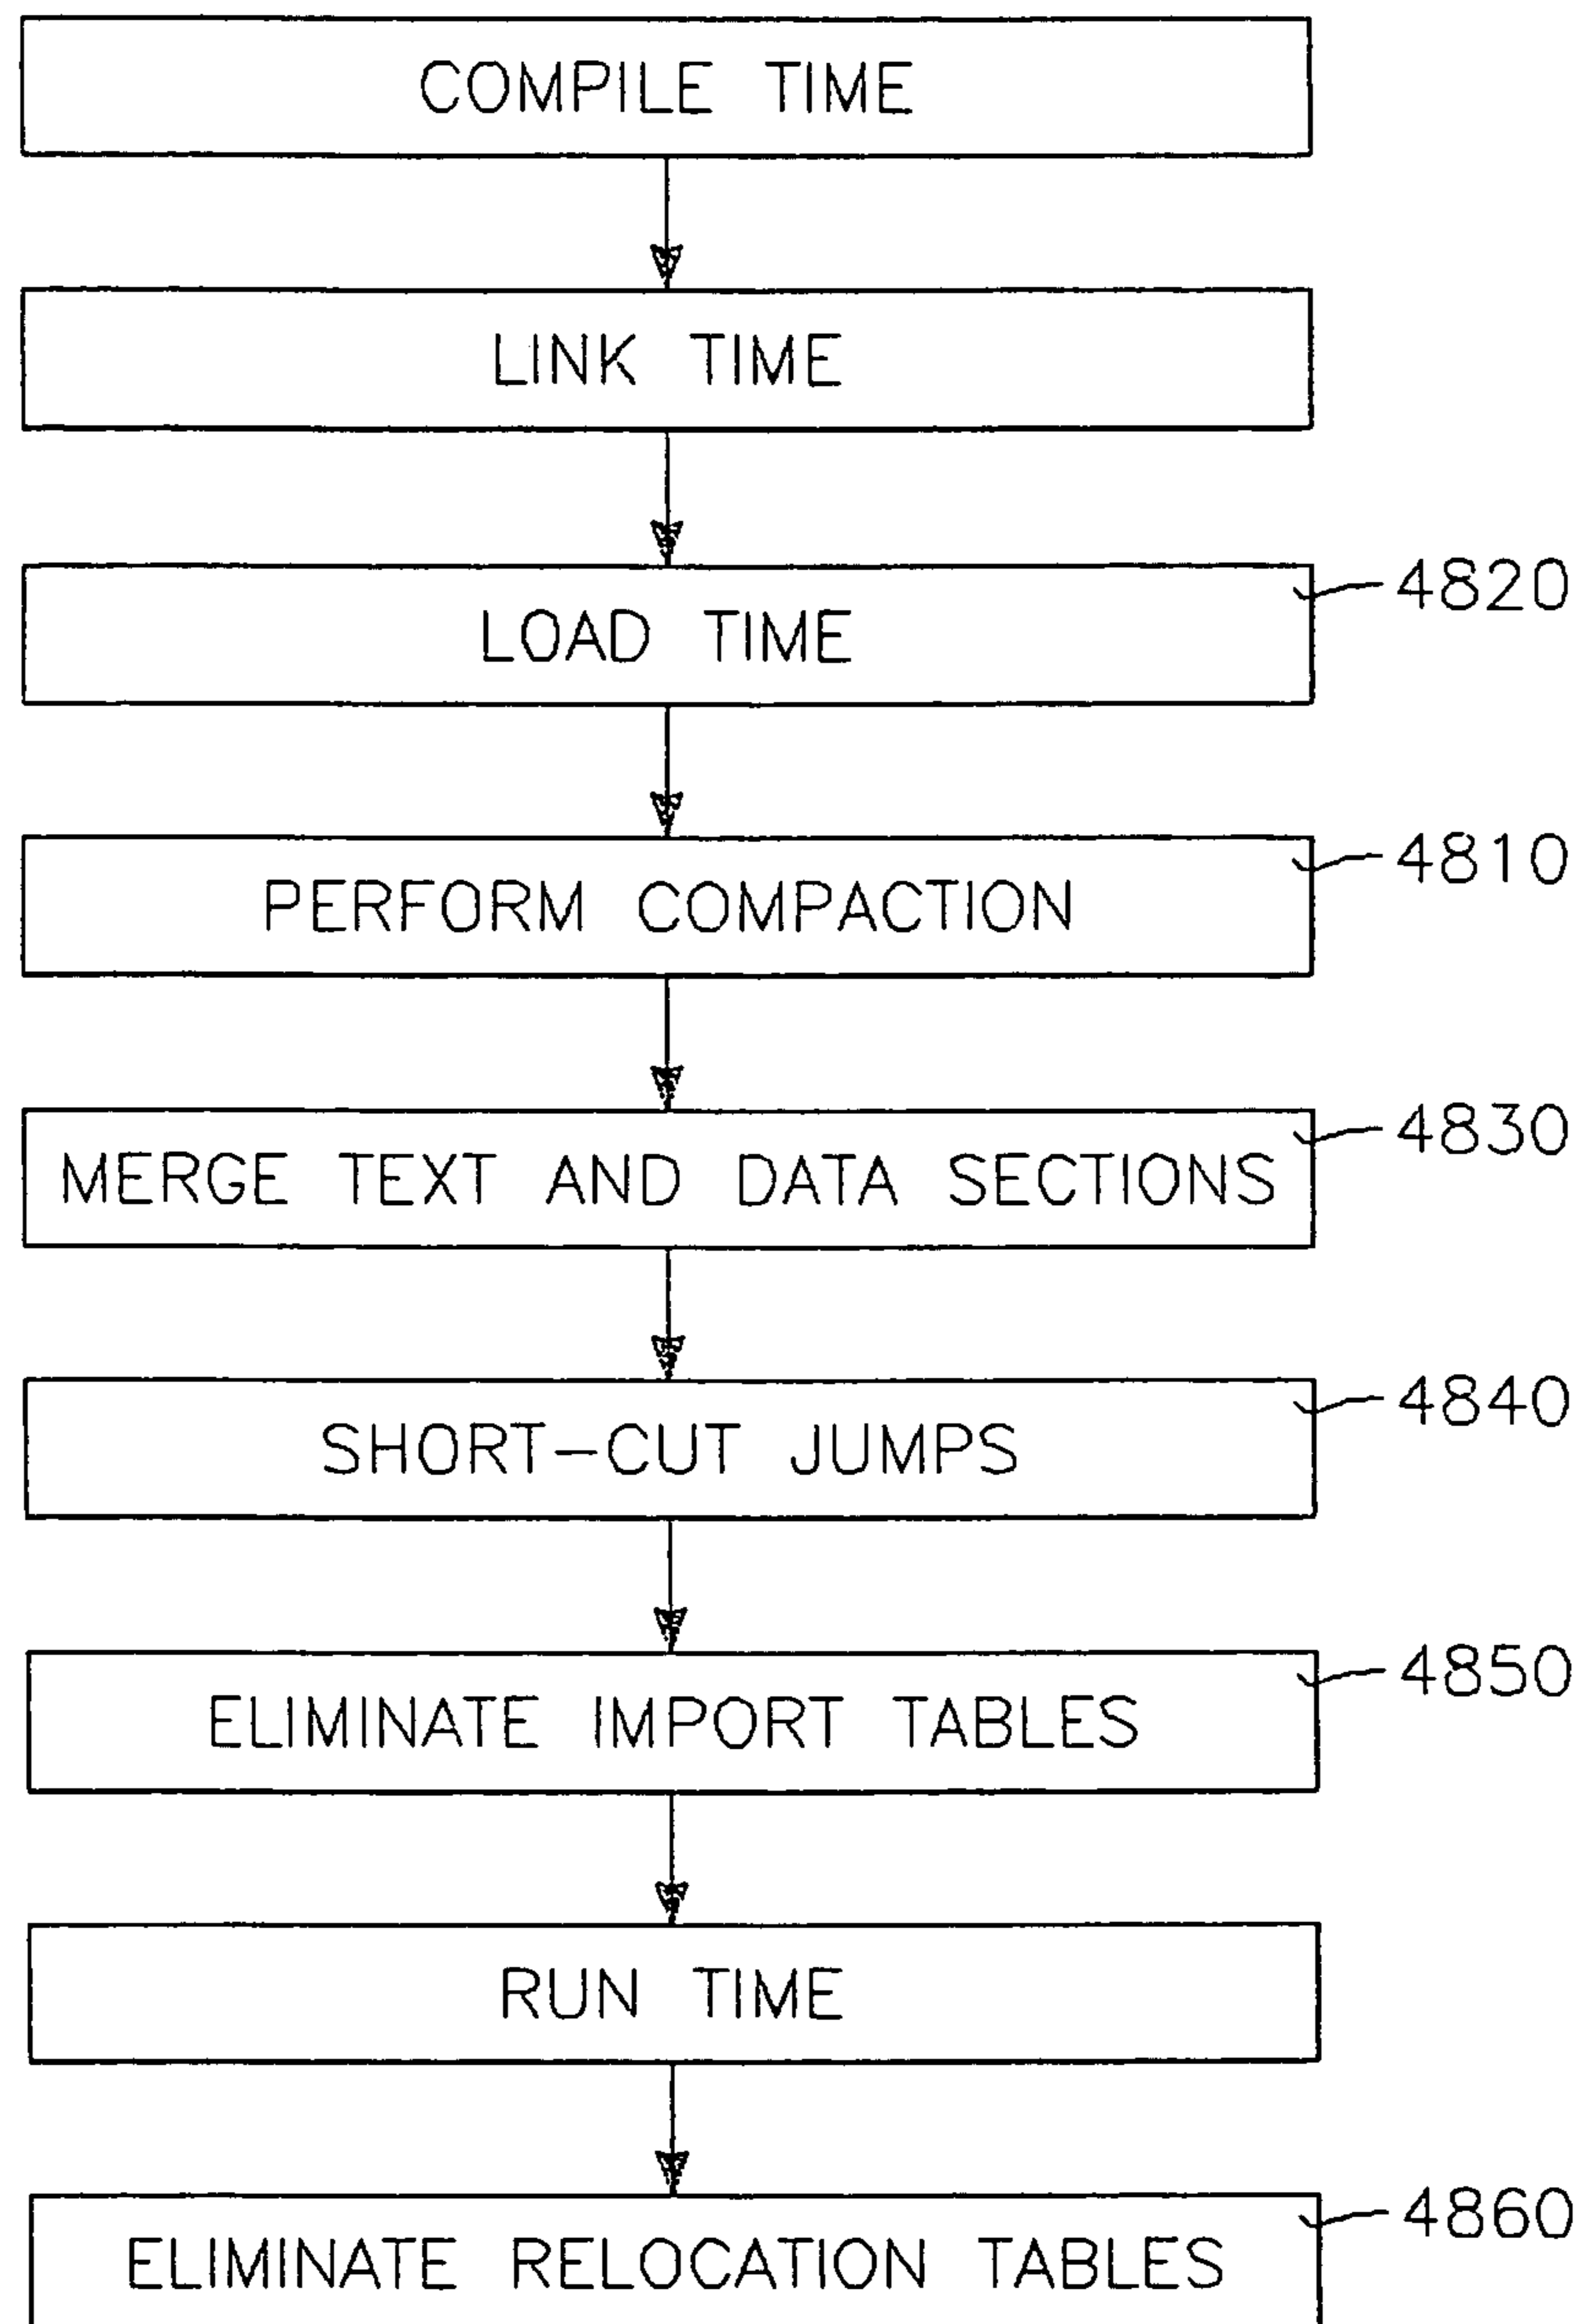 COMPILE TIME
LINK TIME
4820
LOAD TIME
4810
PERFORM COMPACTION
4830
MERGE TEXT AND DATA SECTIONS
4840
SHORT-CUT JUMPS
4850
ELIMINATE IMPORT TABLES
RUN TIME
4860
ELIMINATE RELOCATION TABLES